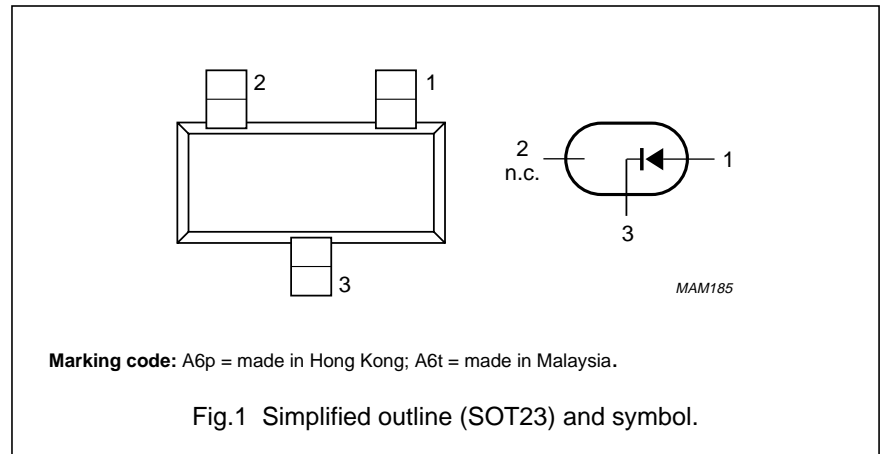 2
1
3
2
n.c.
1
3
MAM185
Marking code: A6p = made in Hong Kong; A6t = made in Malaysia.
Fig.1 Simplified outline (SOT23) and symbol.